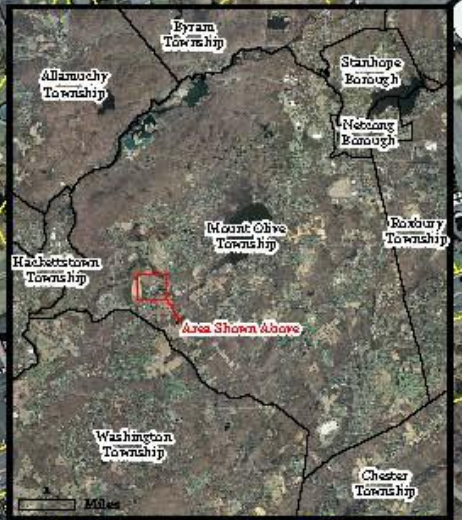 Byram
Township
Stanhope
Borough
Allamuchy
Township
Netcong
Borough
Mount Olive
Township
Roxbury
Township
Hackettstown
Township
Area Shown Above
Washington
Township
Chester
Township
Miles